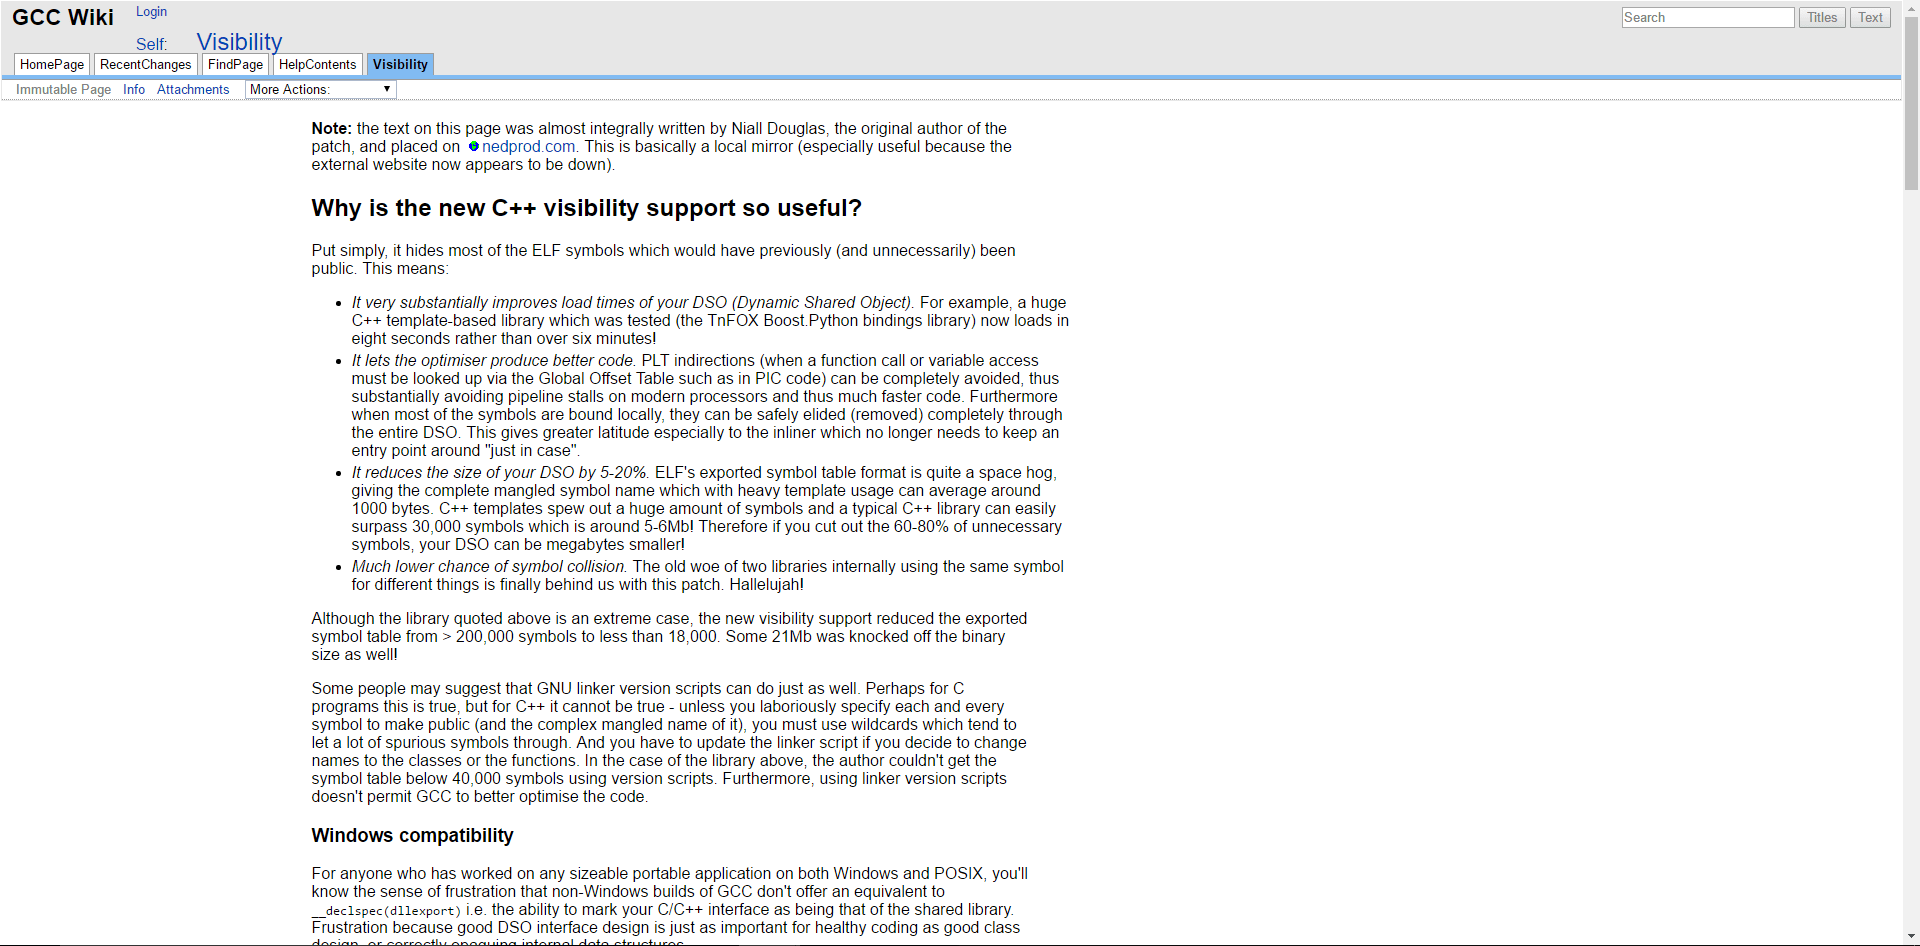 GCC Wiki
Login
Search
Titles
Text
Self: Visibility
HomePage
RecentChanges
FindPage
HelpContents
Visibility
Immutable Page
Info
Attachments
More Actions:
Note: the text on this page was almost integrally written by Niall Douglas, the original author of the
patch, and placed on nedprod.com. This is basically a local mirror (especially useful because the
external website now appears to be down).
Why is the new C++ visibility support so useful?
Put simply, it hides most of the ELF symbols which would have previously (and unnecessarily) been
public. This means:
• It very substantially improves load times of your DSO (Dynamic Shared Object). For example, a huge
C++ template-based library which was tested (the TnFOX Boost.Python bindings library) now loads in
eight seconds rather than over six minutes!
• It lets the optimiser produce better code. PLT indirections (when a function call or variable access
must be looked up via the Global Offset Table such as in PIC code) can be completely avoided, thus
substantially avoiding pipeline stalls on modern processors and thus much faster code. Furthermore
when most of the symbols are bound locally, they can be safely elided (removed) completely through
the entire DSO. This gives greater latitude especially to the inliner which no longer needs to keep an
entry point around "just in case".
• It reduces the size of your DSO by 5-20%. ELF's exported symbol table format is quite a space hog,
giving the complete mangled symbol name which with heavy template usage can average around
1000 bytes. C++ templates spew out a huge amount of symbols and a typical C++ library can easily
surpass 30,000 symbols which is around 5-6Mb! Therefore if you cut out the 60-80% of unnecessary
symbols, your DSO can be megabytes smaller!
• Much lower chance of symbol collision. The old woe of two libraries internally using the same symbol
for different things is finally behind us with this patch. Hallelujah!
Although the library quoted above is an extreme case, the new visibility support reduced the exported
symbol table from > 200,000 symbols to less than 18,000. Some 21Mb was knocked off the binary
size as well!
Some people may suggest that GNU linker version scripts can do just as well. Perhaps for C
programs this is true, but for C++ it cannot be true - unless you laboriously specify each and every
symbol to make public (and the complex mangled name of it), you must use wildcards which tend to
let a lot of spurious symbols through. And you have to update the linker script if you decide to change
names to the classes or the functions. In the case of the library above, the author couldn't get the
symbol table below 40,000 symbols using version scripts. Furthermore, using linker version scripts
doesn't permit GCC to better optimise the code.
Windows compatibility
For anyone who has worked on any sizeable portable application on both Windows and POSIX, you'll
know the sense of frustration that non-Windows builds of GCC don't offer an equivalent to
__declspec(dllexport) i.e. the ability to mark your C/C++ interface as being that of the shared library.
Frustration because good DSO interface design is just as important for healthy coding as good class
design, or correctly opaquing internal data structures.